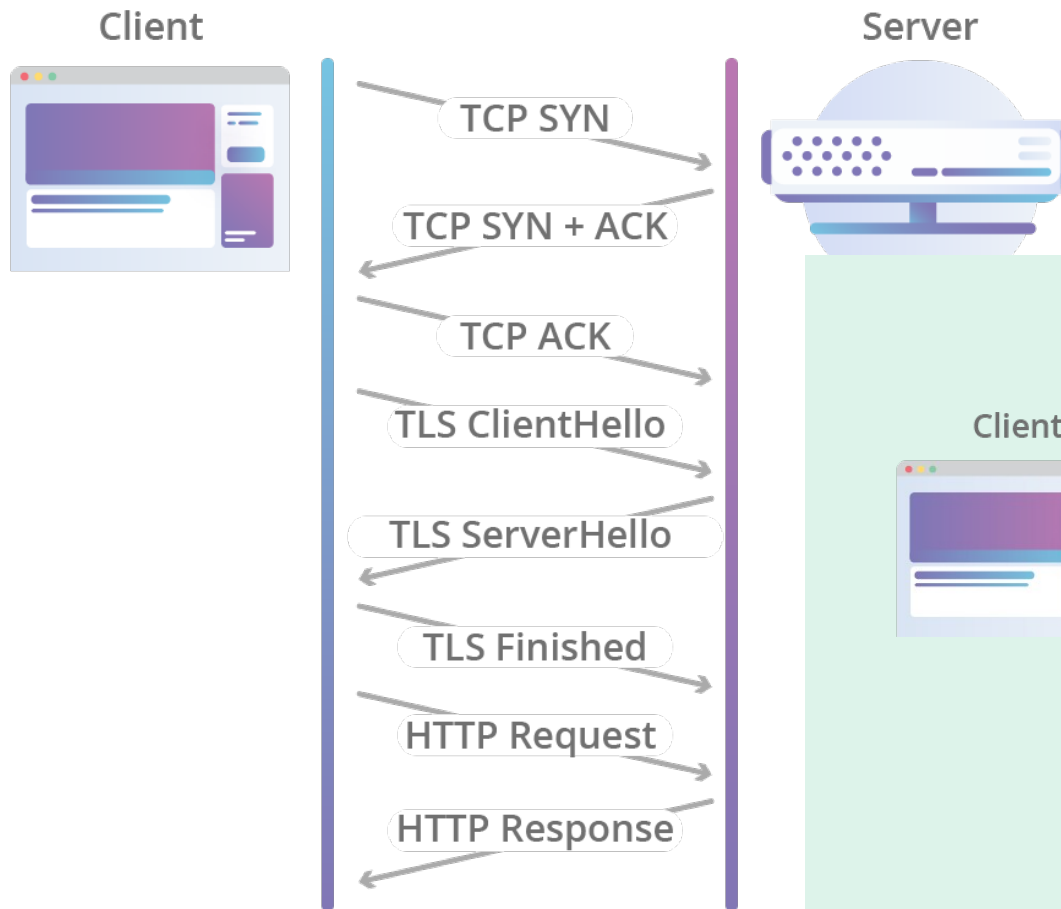 Client
Server
TCP SYN
TCP SYN + ACK
TCP ACK
TLS ClientHello
Client
TLS ServerHello
TLS Finished
HTTP Request
HTTP Response